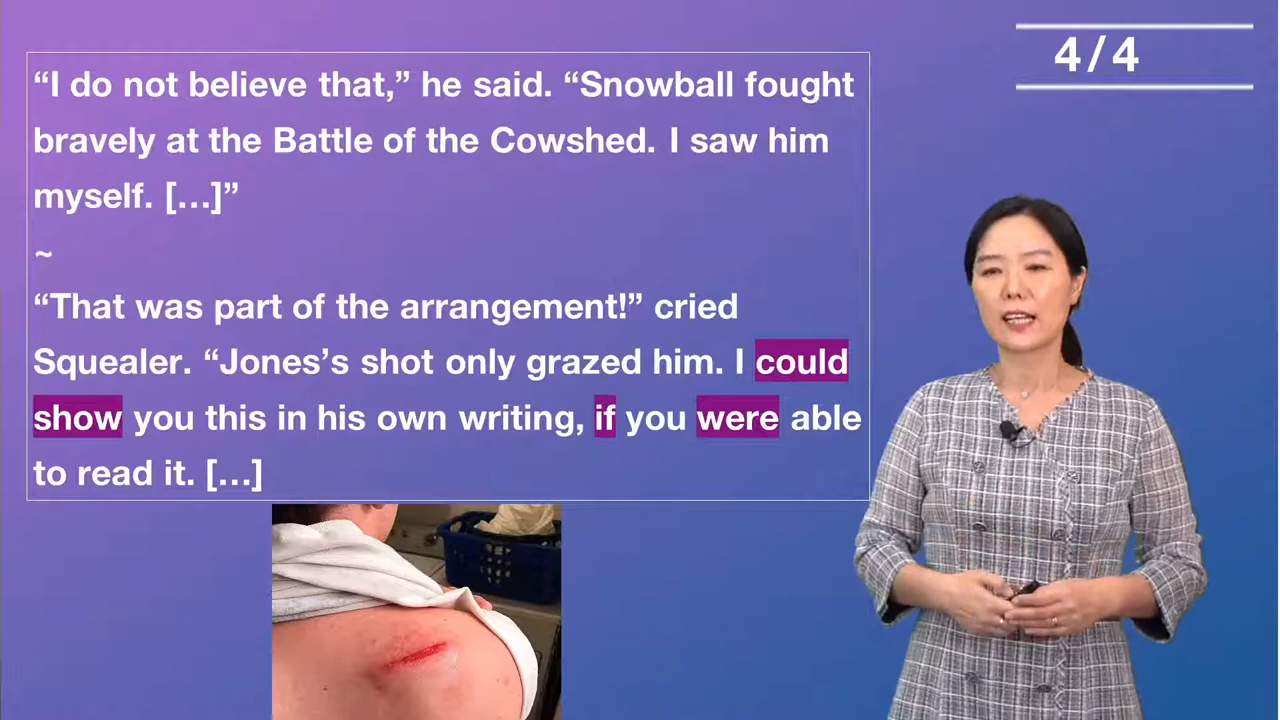 “I do not believe that,” he said. “Snowball fought
bravely at the Battle of the Cowshed. I saw him
myself. […]”
~
“That was part of the arrangement!” cried
Squealer. “Jones’s shot only grazed him. I could
show you this in his own writing, if you were able
to read it. […]
4/4